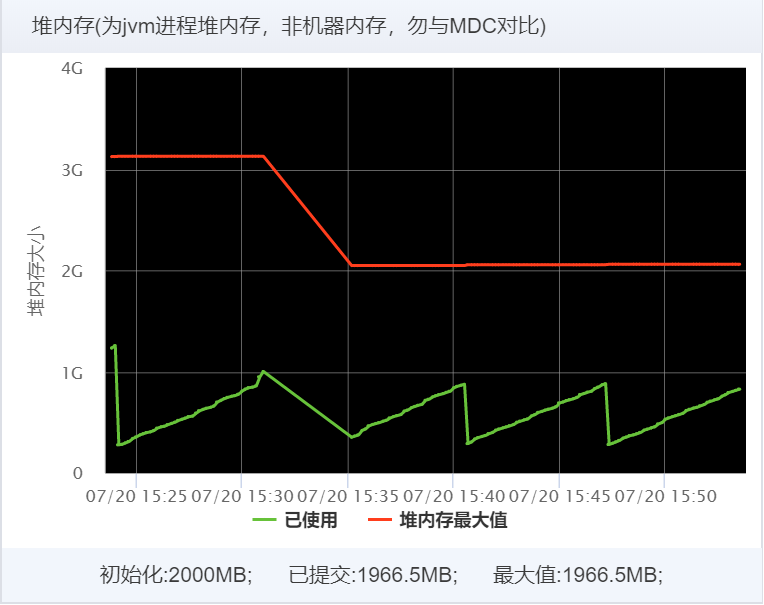 堆内存(为jvm进程堆内存，非机器内存，勿与MDC对比)
4G
3G
2G
1G
0
堆内存大小
07/20 15:25 07/20 15:30 07/20 15:35 07/20 15:40 07/20 15:45 07/20 15:50
已使用 堆内存最大值
初始化:2000MB; 已提交:1966.5MB; 最大值:1966.5MB;